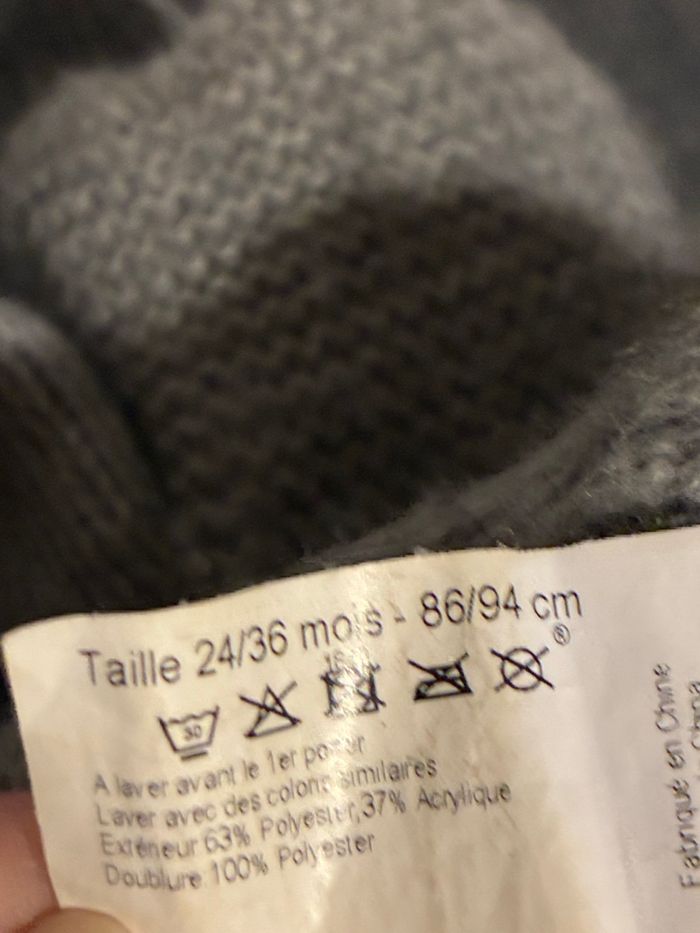 Taille 24/36 mois - 86/94 cm
30
®
A laver avant le 1er porter
Laver avec des coloris similaires
Extérieur 63% Polyester, 37% Acrylique
Doublure 100% Polyester
Fabriqué en Chine
China